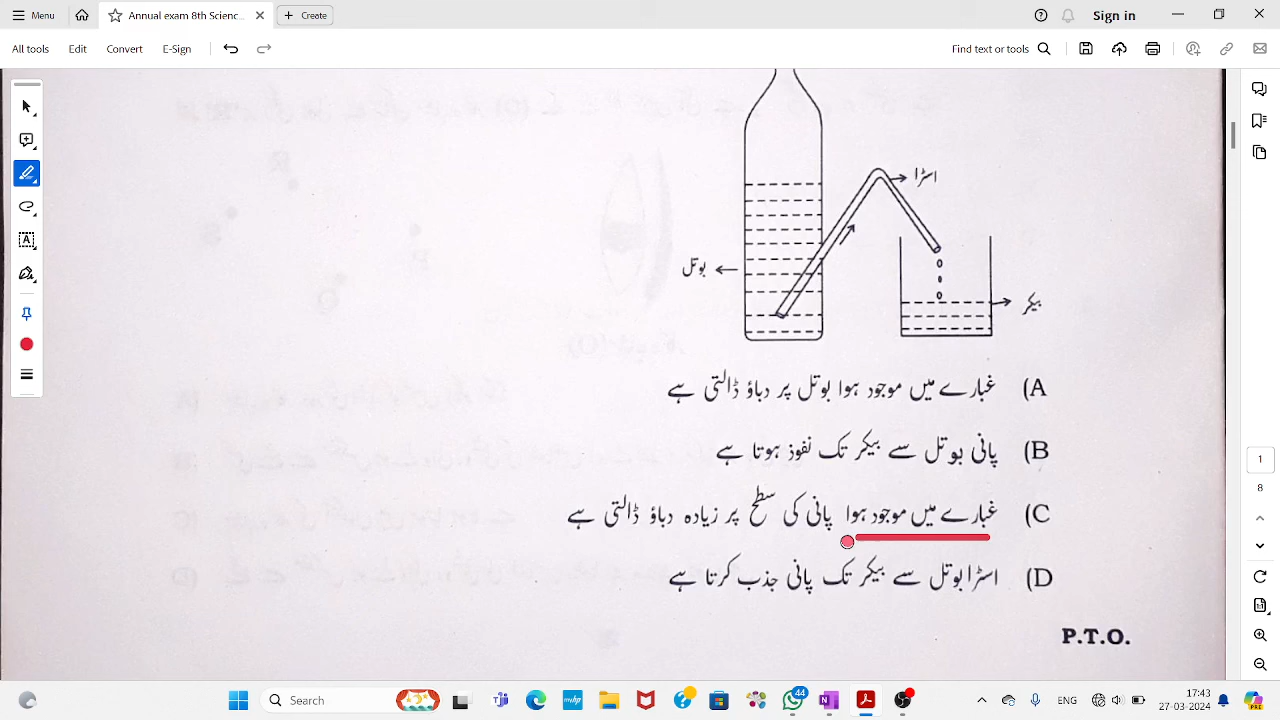 Menu
Annual exam 8th Scienc...
Create
Sign in
All tools
Edit
Convert
E-Sign
Find text or tools
اسٹرا
بوتل
بیکر
A) غبارے میں موجود ہوا بوتل پر دباؤ ڈالتی ہے
B) پانی بوتل سے بیکر تک نفوذ ہوتا ہے
C) غبارے میں موجود ہوا پانی کی سطح پر زیادہ دباؤ ڈالتی ہے
D) اسٹرا بوتل سے بیکر تک پانی جذب کرتا ہے
P.T.O.
1
8
Search
44
ENG
17:43
27-03-2024